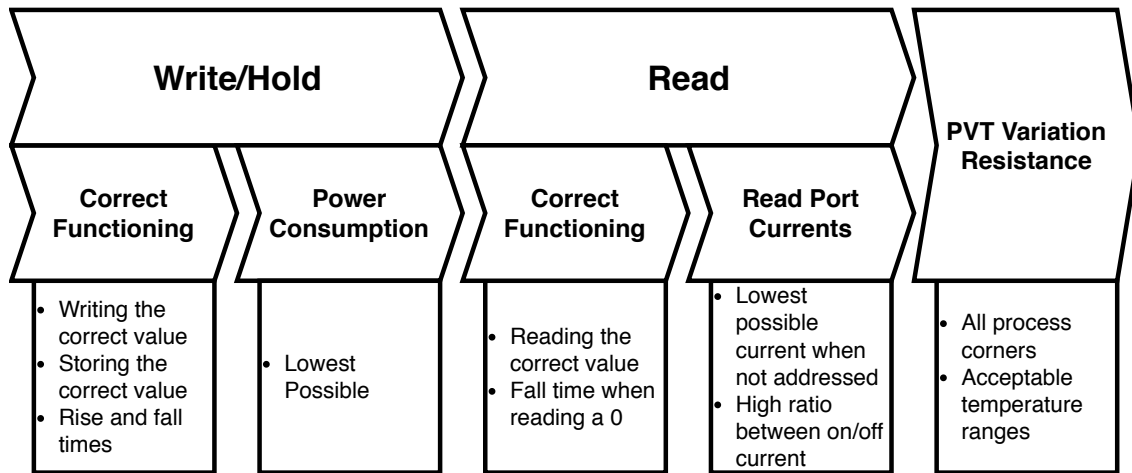 Write/Hold
Read
PVT Variation
Resistance
Correct
Functioning
Power
Consumption
Correct
Functioning
Read Port
Currents
• Writing the
correct value
• Storing the
correct value
• Rise and fall
times
• Lowest
Possible
• Reading the
correct value
• Fall time when
reading a 0
• Lowest
possible
current when
not addressed
• High ratio
between on/off
current
• All process
corners
• Acceptable
temperature
ranges